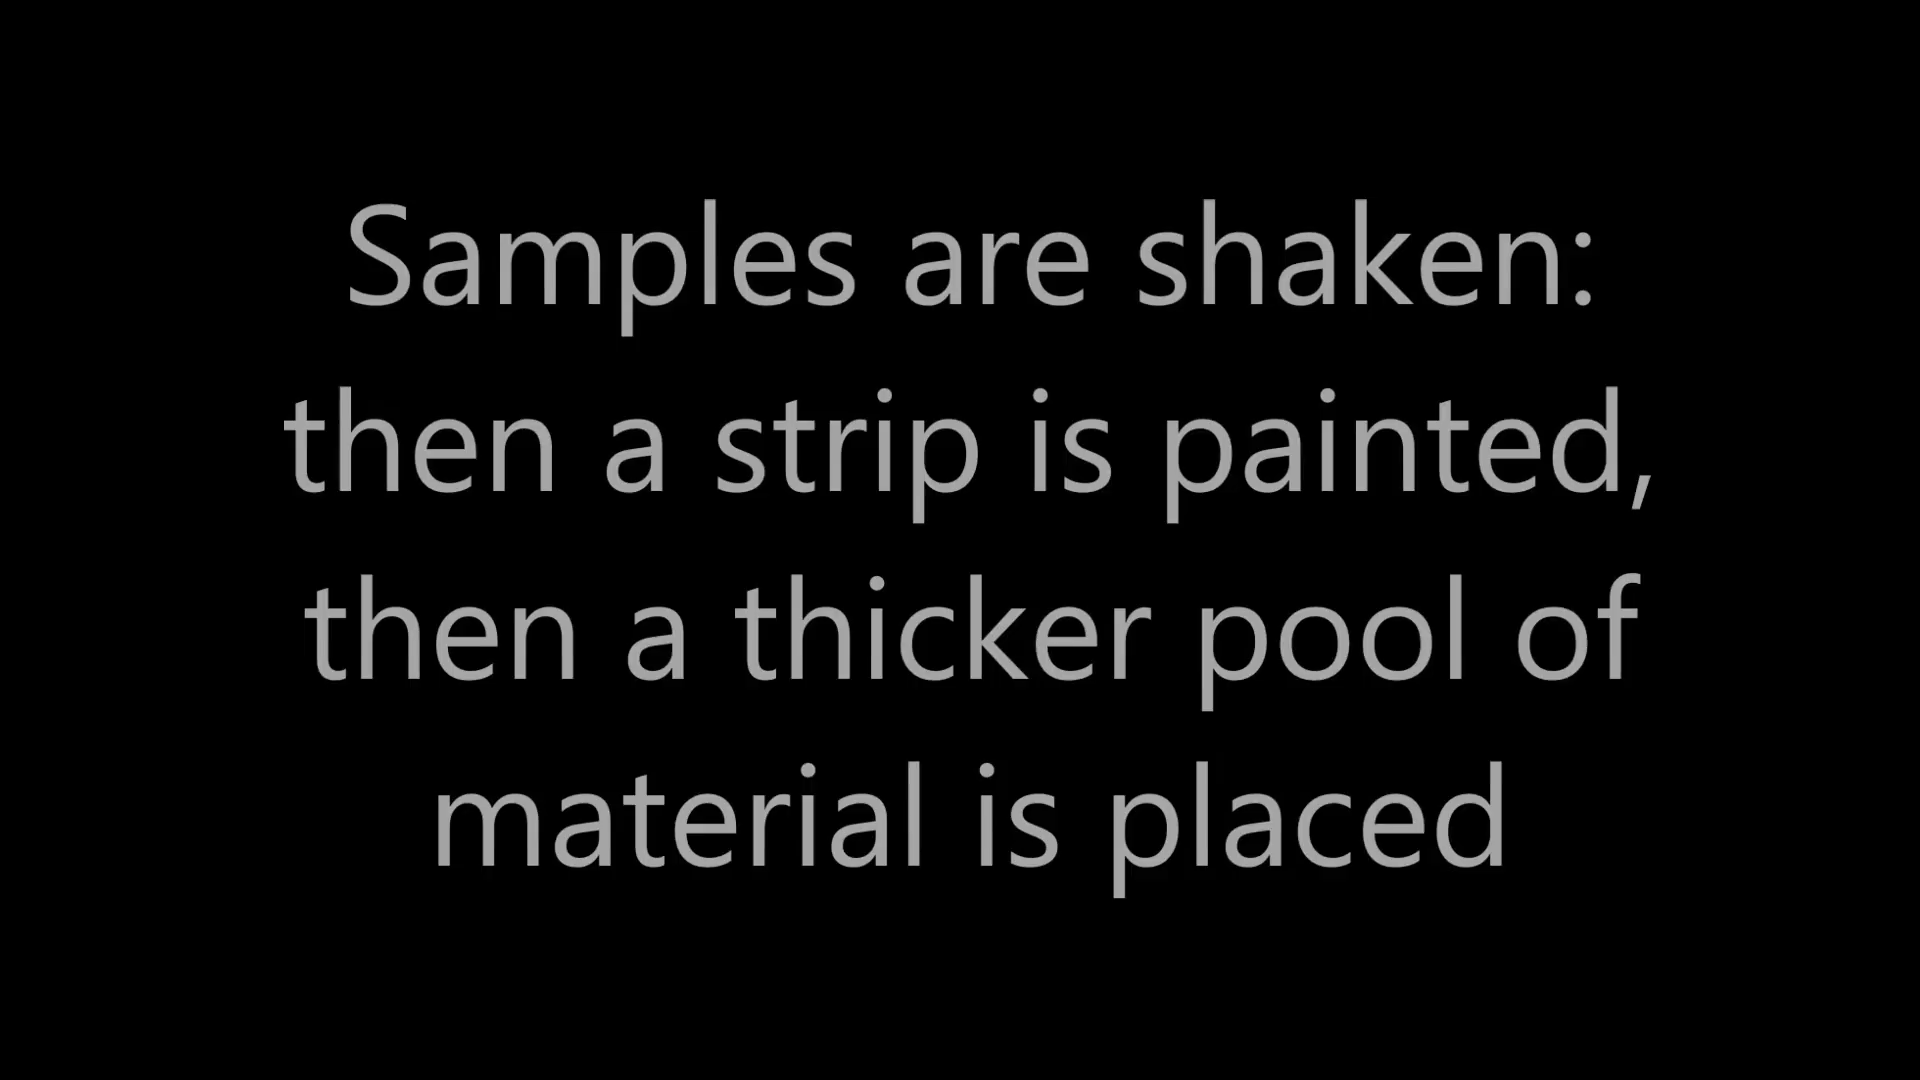 Samples are shaken:
then a strip is painted,
then a thicker pool of
material is placed